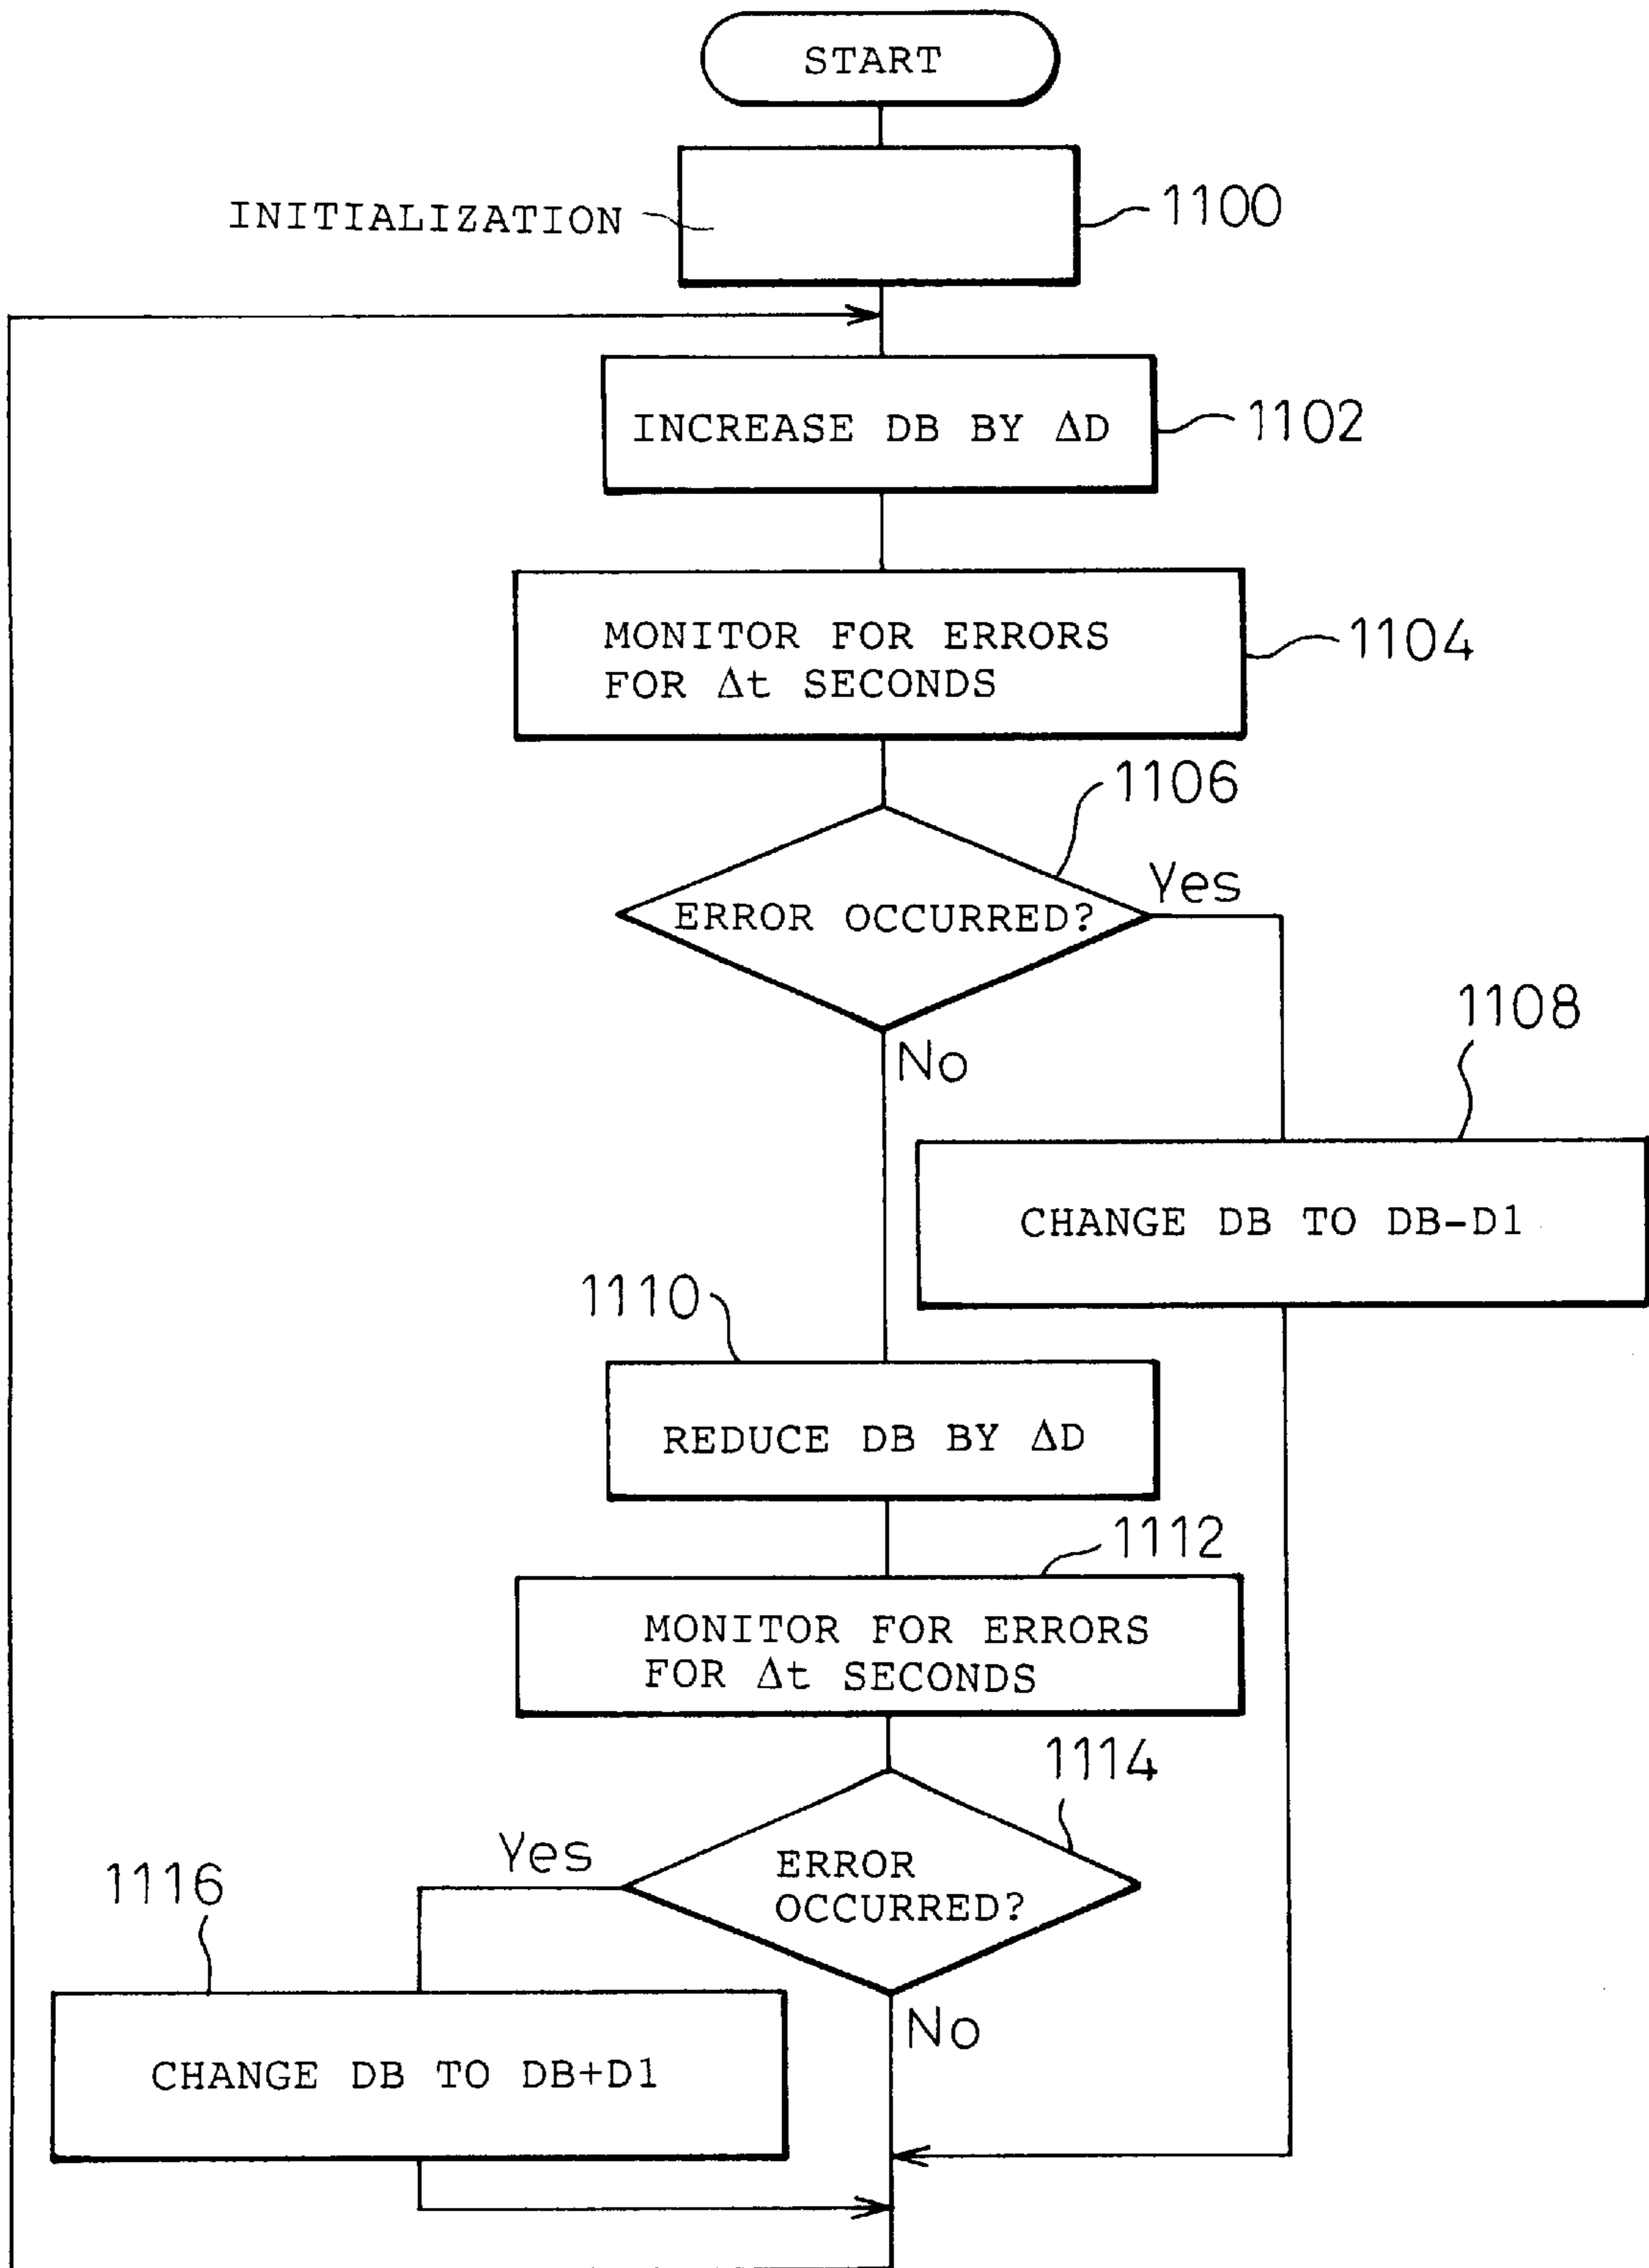 START
INITIALIZATION
1100
INCREASE DB BY ΔD
1102
MONITOR FOR ERRORS
FOR Δt SECONDS
1104
1106
ERROR OCCURRED?
Yes
No
1108
CHANGE DB TO DB-D1
1110
REDUCE DB BY ΔD
1112
MONITOR FOR ERRORS
FOR Δt SECONDS
1114
ERROR
OCCURRED?
Yes
No
1116
CHANGE DB TO DB+D1